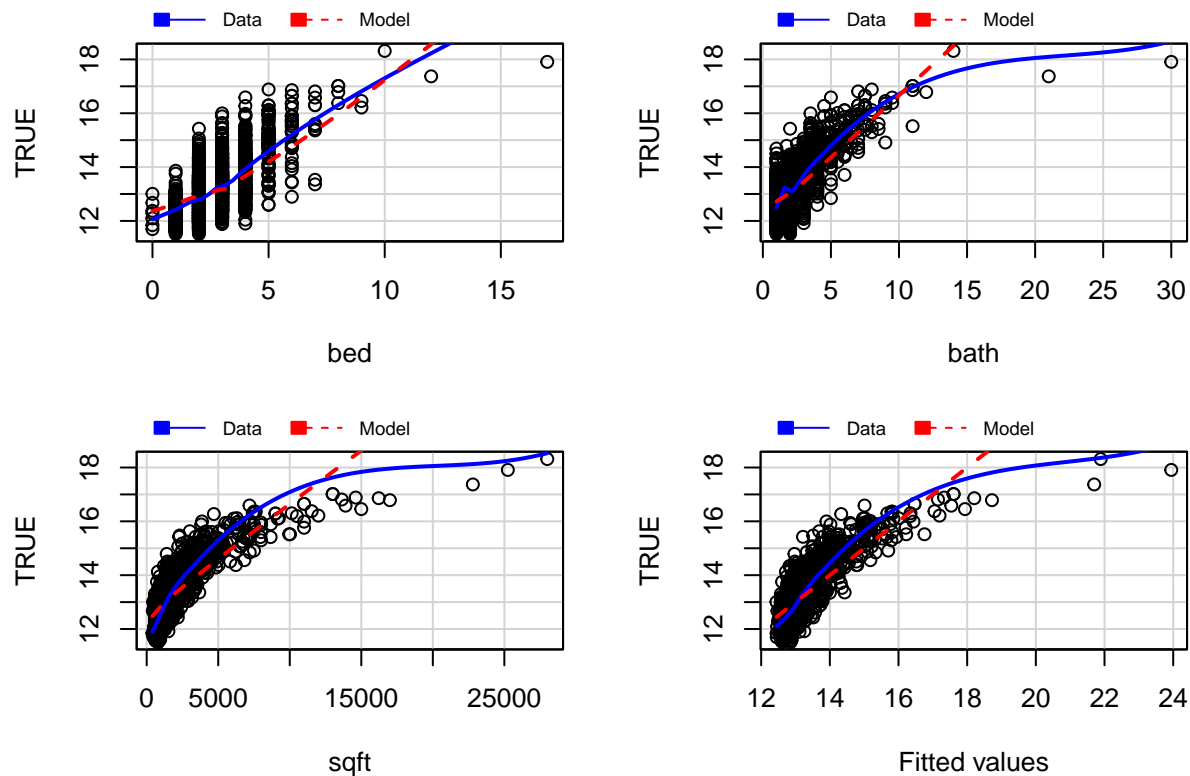 Data Model
TRUE
12 14 16 18
0 5 10 15
bed
Data Model
TRUE
12 14 16 18
0 5 10 15 20 25 30
bath
Data Model
TRUE
12 14 16 18
0 5000 15000 25000
sqft
Data Model
TRUE
12 14 16 18
12 14 16 18 20 22 24
Fitted values